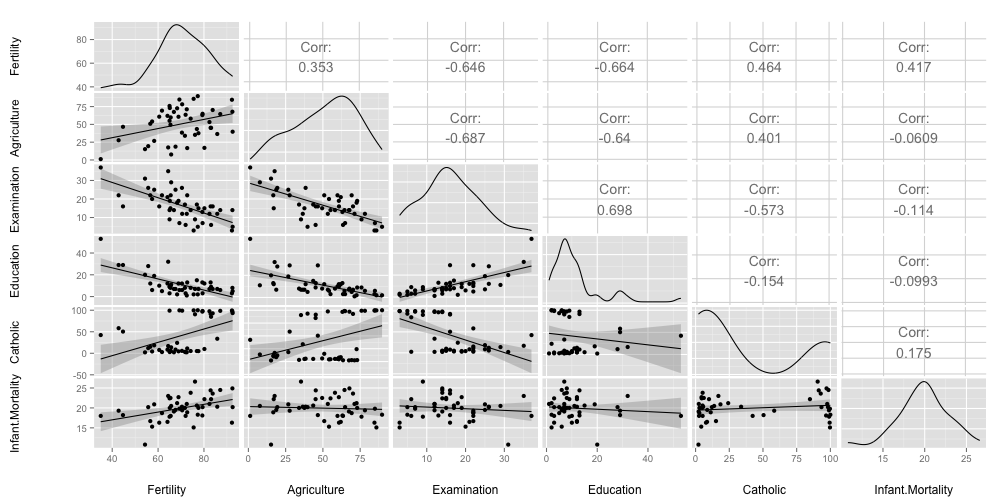 Fertility
80
60
40
Corr:
0.353
Corr:
-0.646
Corr:
-0.664
Corr:
0.464
Corr:
0.417
Agriculture
75
50
25
0
Corr:
-0.687
Corr:
-0.64
Corr:
0.401
Corr:
-0.0609
Examination
30
20
10
Corr:
0.698
Corr:
-0.573
Corr:
-0.114
Education
40
20
0
Corr:
-0.154
Corr:
-0.0993
Catholic
100
50
0
-50
Corr:
0.175
Infant.Mortality
25
20
15
40 60 80 0 25 50 75 10 20 30 0 20 40 0 25 50 75 100 15 20 25
Fertility Agriculture Examination Education Catholic Infant.Mortality